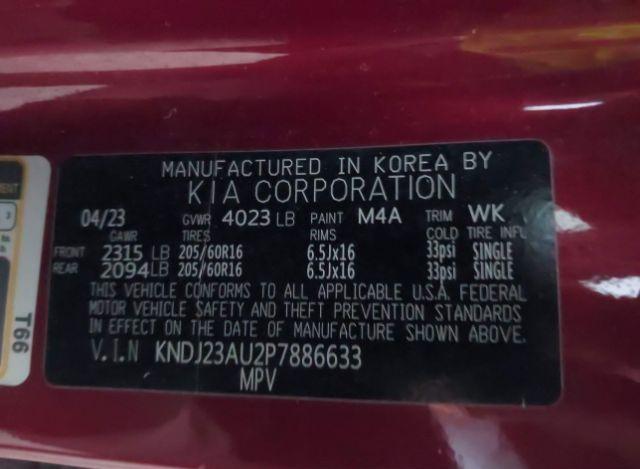 MENT
T66
MANUFACTURED IN KOREA BY
KIA CORPORATION
04/23 GVWR 4023 LB PAINT M4A TRIM WK
GAWR TIRES RIMS COLD TIRE INFL
FRONT 2315 LB 205/60R16 6.5Jx16 33psi SINGLE
REAR 2094 LB 205/60R16 6.5Jx16 33psi SINGLE
THIS VEHICLE CONFORMS TO ALL APPLICABLE U.S.A. FEDERAL
MOTOR VEHICLE SAFETY AND THEFT PREVENTION STANDARDS
IN EFFECT ON THE DATE OF MANUFACTURE SHOWN ABOVE.
V.I.N KNDJ23AU2P7886633
MPV